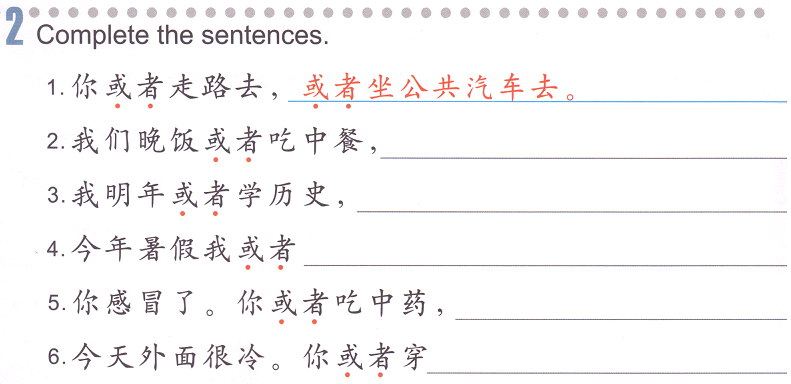 2 Complete the sentences.
1. 你或者走路去，或者坐公共汽车去。
2. 我们晚饭或者吃中餐，
3. 我明年或者学历史，
4. 今年暑假我或者
5. 你感冒了。你或者吃中药，
6. 今天外面很冷。你或者穿